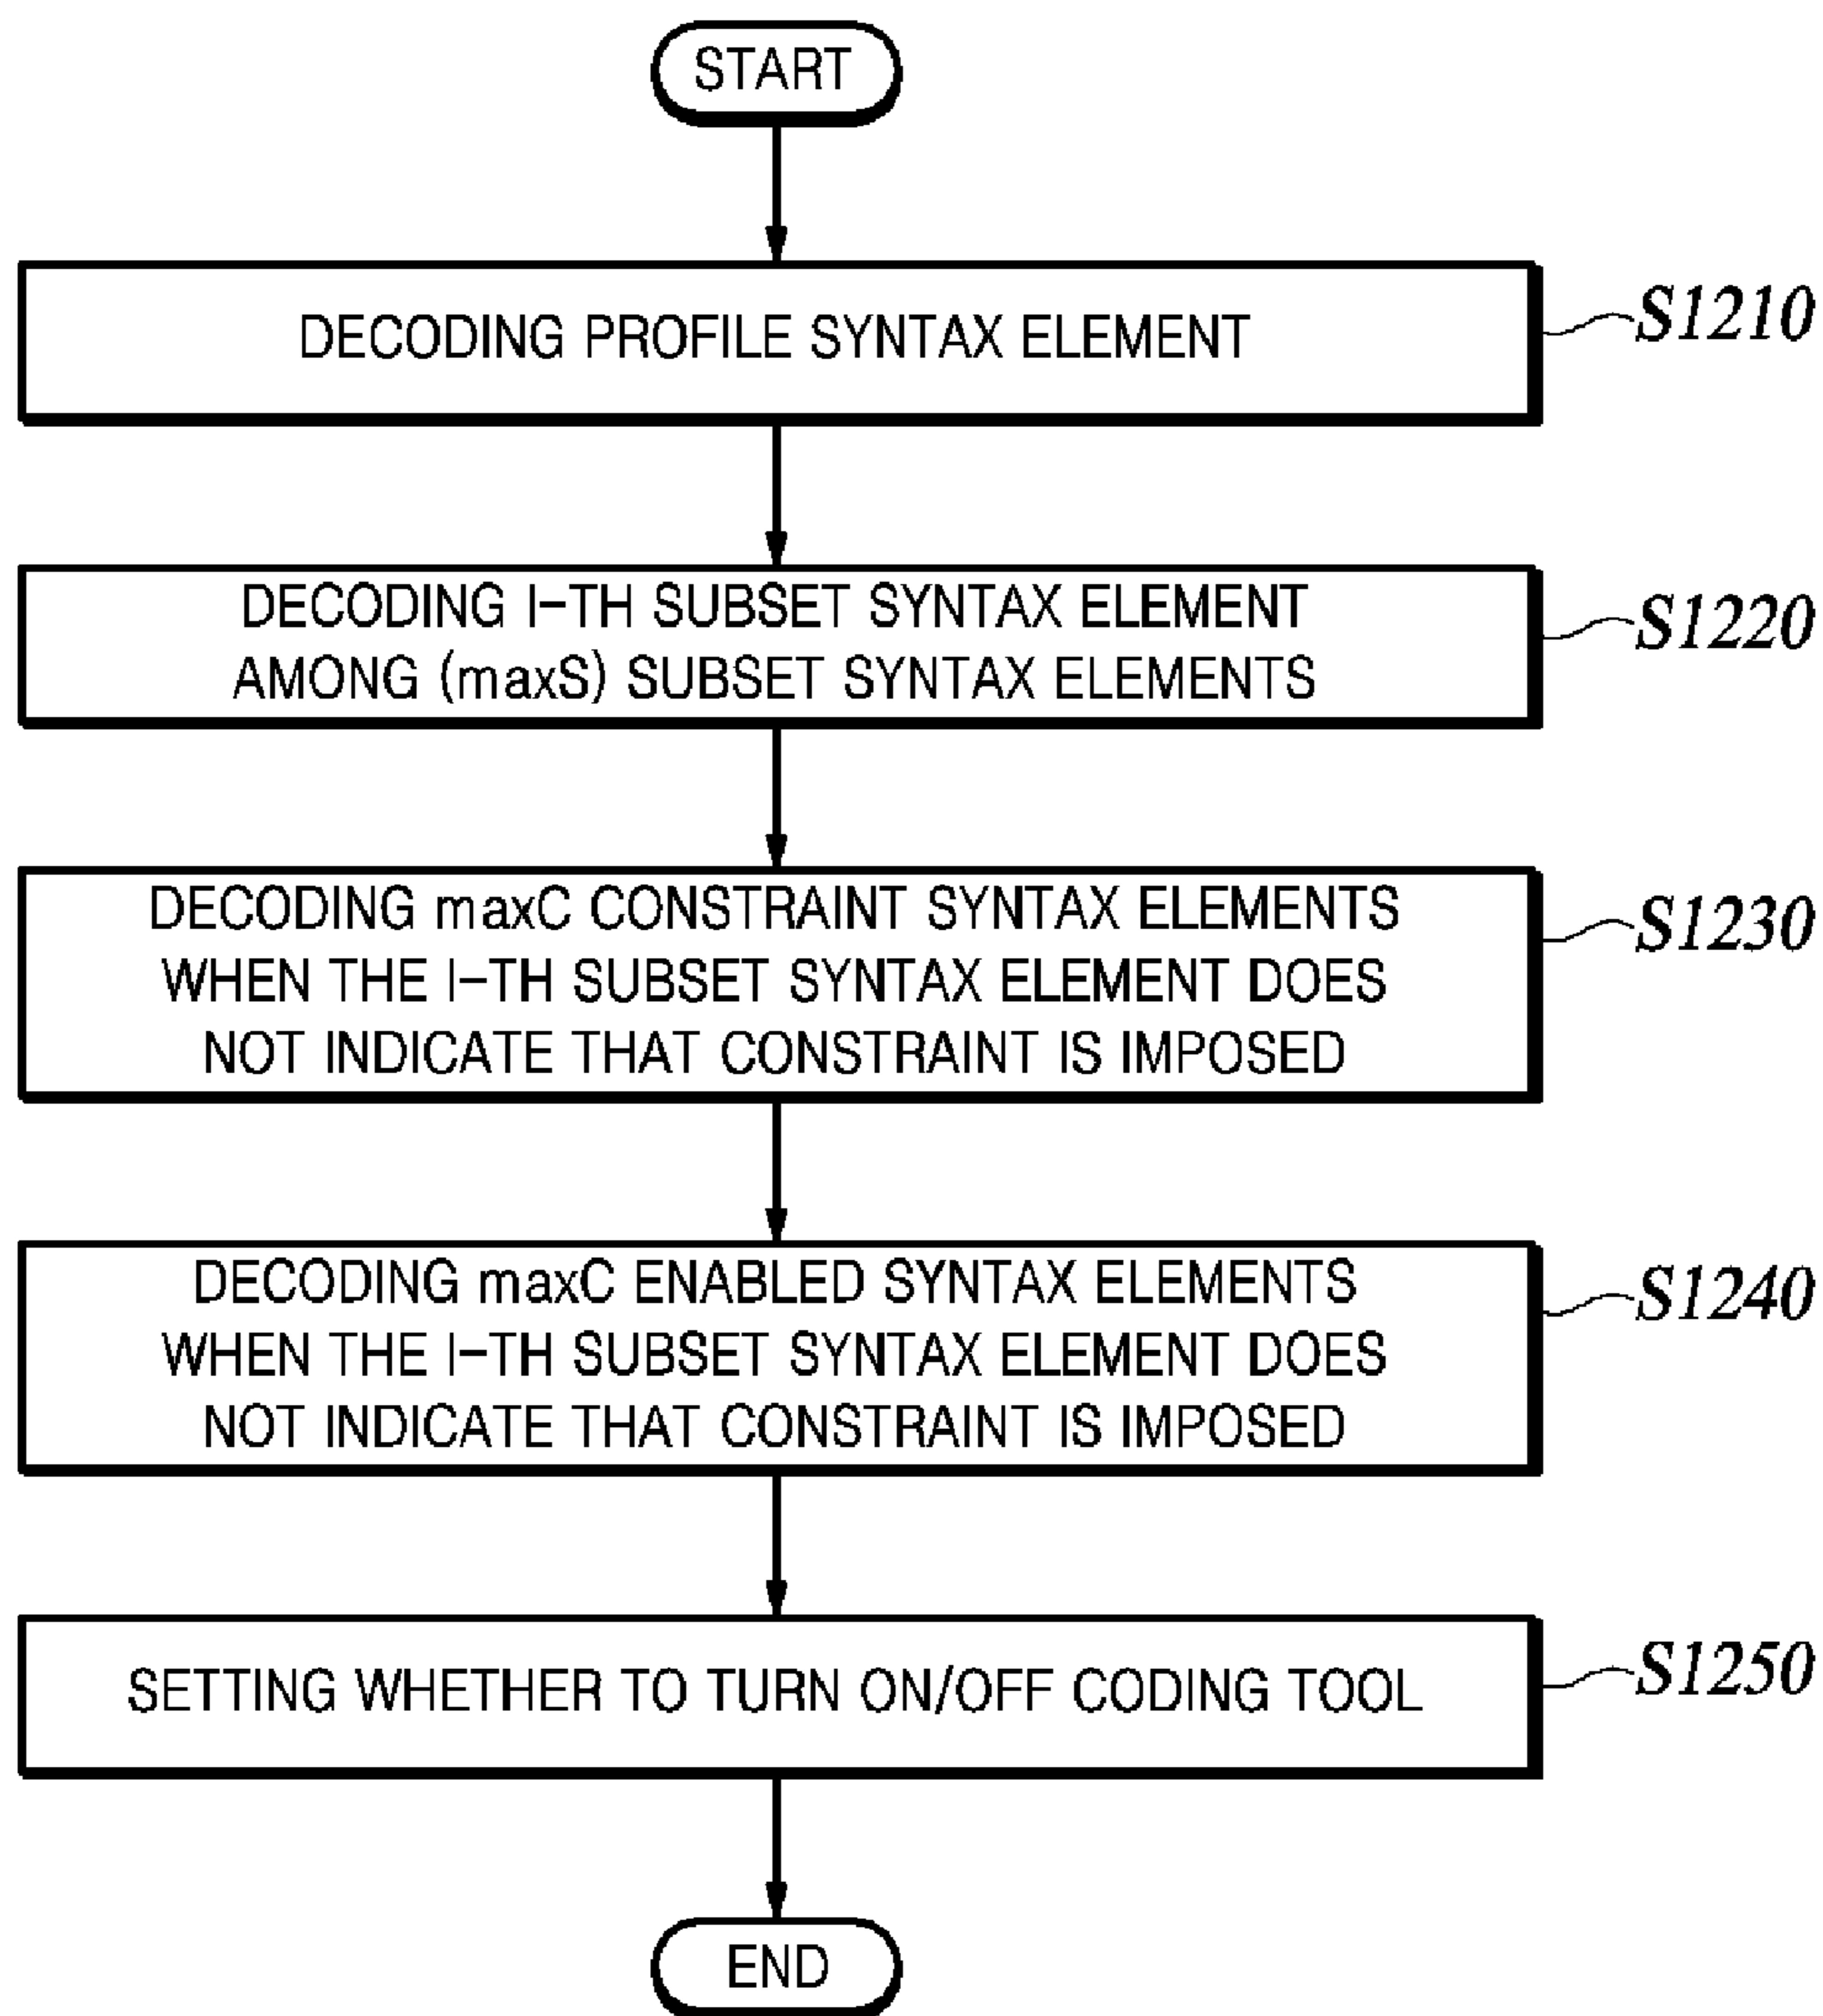 START
DECODING PROFILE SYNTAX ELEMENT
S1210
DECODING I-TH SUBSET SYNTAX ELEMENT
AMONG (maxS) SUBSET SYNTAX ELEMENTS
S1220
DECODING maxC CONSTRAINT SYNTAX ELEMENTS
WHEN THE I-TH SUBSET SYNTAX ELEMENT DOES
NOT INDICATE THAT CONSTRAINT IS IMPOSED
S1230
DECODING maxC ENABLED SYNTAX ELEMENTS
WHEN THE I-TH SUBSET SYNTAX ELEMENT DOES
NOT INDICATE THAT CONSTRAINT IS IMPOSED
S1240
SETTING WHETHER TO TURN ON/OFF CODING TOOL
S1250
END